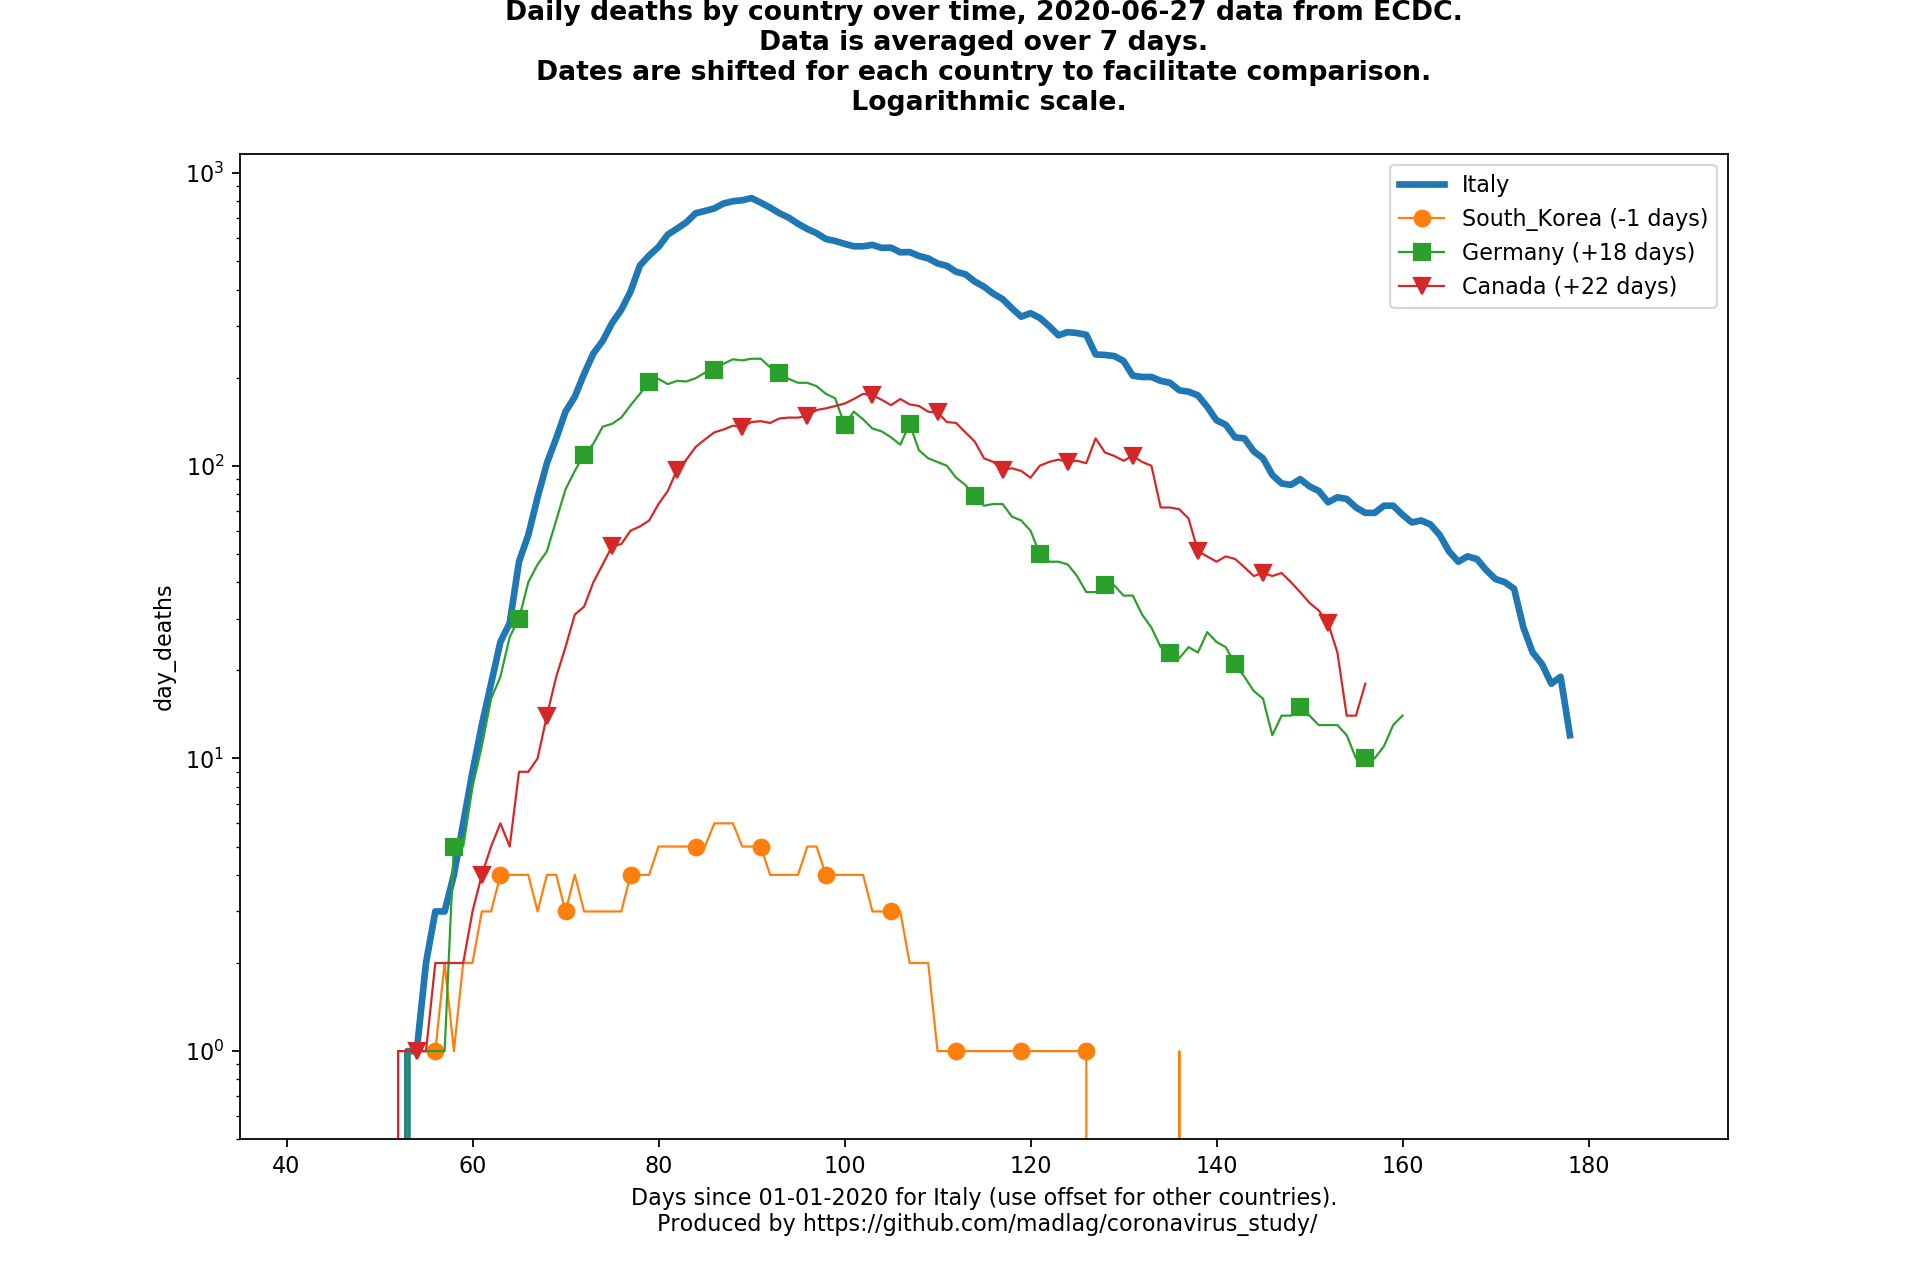 Daily deaths by country over time, 2020-06-27 data from ECDC.
Data is averaged over 7 days.
Dates are shifted for each country to facilitate comparison.
Logarithmic scale.
10³
10²
10¹
10⁰
day_deaths
Italy
South_Korea (-1 days)
Germany (+18 days)
Canada (+22 days)
40 60 80 100 120 140 160 180
Days since 01-01-2020 for Italy (use offset for other countries).
Produced by https://github.com/madlag/coronavirus_study/